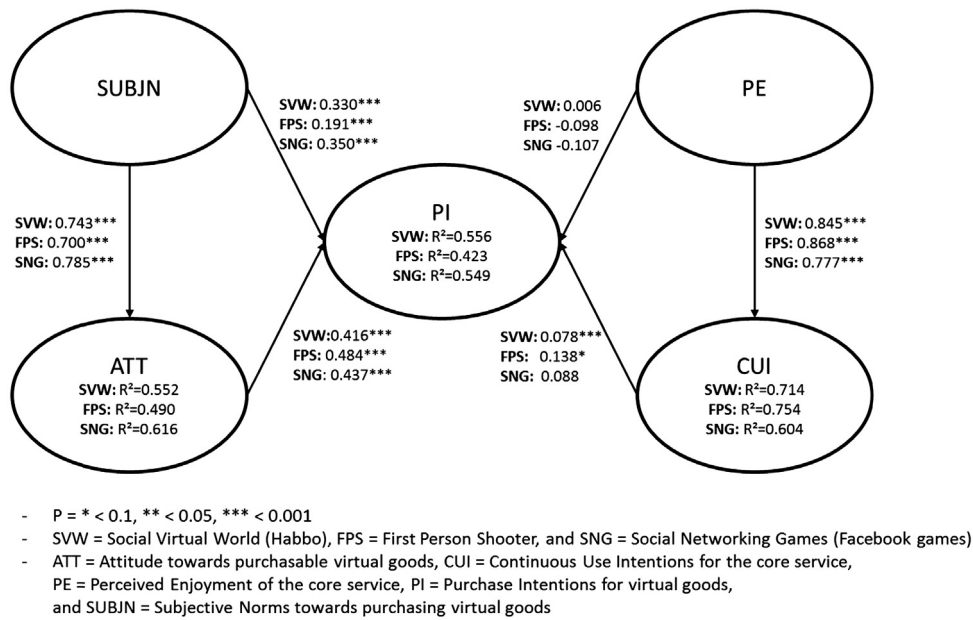 SUBJN
PE
SVW: 0.330***
FPS: 0.191***
SNG: 0.350***
SVW: 0.006
FPS: -0.098
SNG -0.107
PI
SVW: R²=0.556
FPS: R²=0.423
SNG: R²=0.549
SVW: 0.743***
FPS: 0.700***
SNG: 0.785***
SVW: 0.845***
FPS: 0.868***
SNG: 0.777***
SVW:0.416***
FPS: 0.484***
SNG: 0.437***
SVW: 0.078***
FPS: 0.138*
SNG: 0.088
ATT
SVW: R²=0.552
FPS: R²=0.490
SNG: R²=0.616
CUI
SVW: R²=0.714
FPS: R²=0.754
SNG: R²=0.604
- P = * < 0.1, ** < 0.05, *** < 0.001
- SVW = Social Virtual World (Habbo), FPS = First Person Shooter, and SNG = Social Networking Games (Facebook games)
- ATT = Attitude towards purchasable virtual goods, CUI = Continuous Use Intentions for the core service,
PE = Perceived Enjoyment of the core service, PI = Purchase Intentions for virtual goods,
and SUBJN = Subjective Norms towards purchasing virtual goods